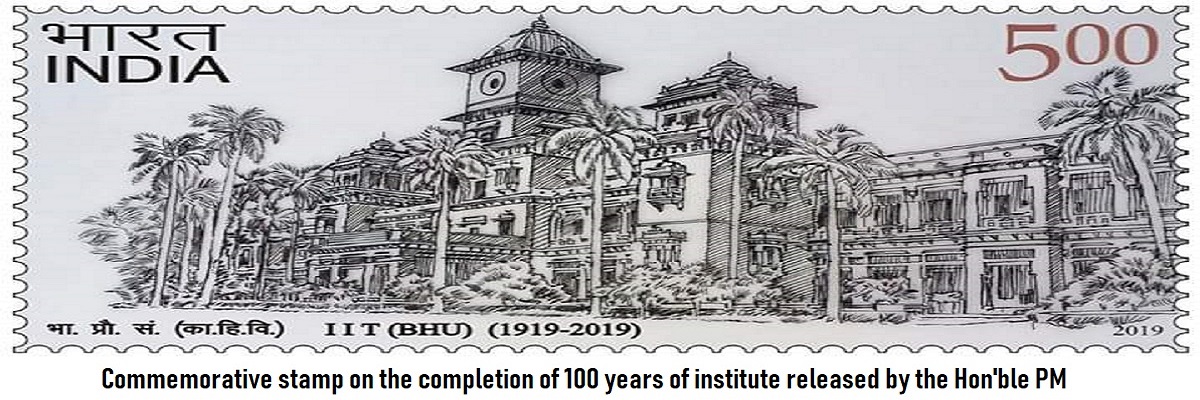 भारत
INDIA
500
भा. प्रौ. सं. (का.हि.वि.) IIT (BHU) (1919-2019)
2019
Commemorative stamp on the completion of 100 years of institute released by the Hon'ble PM